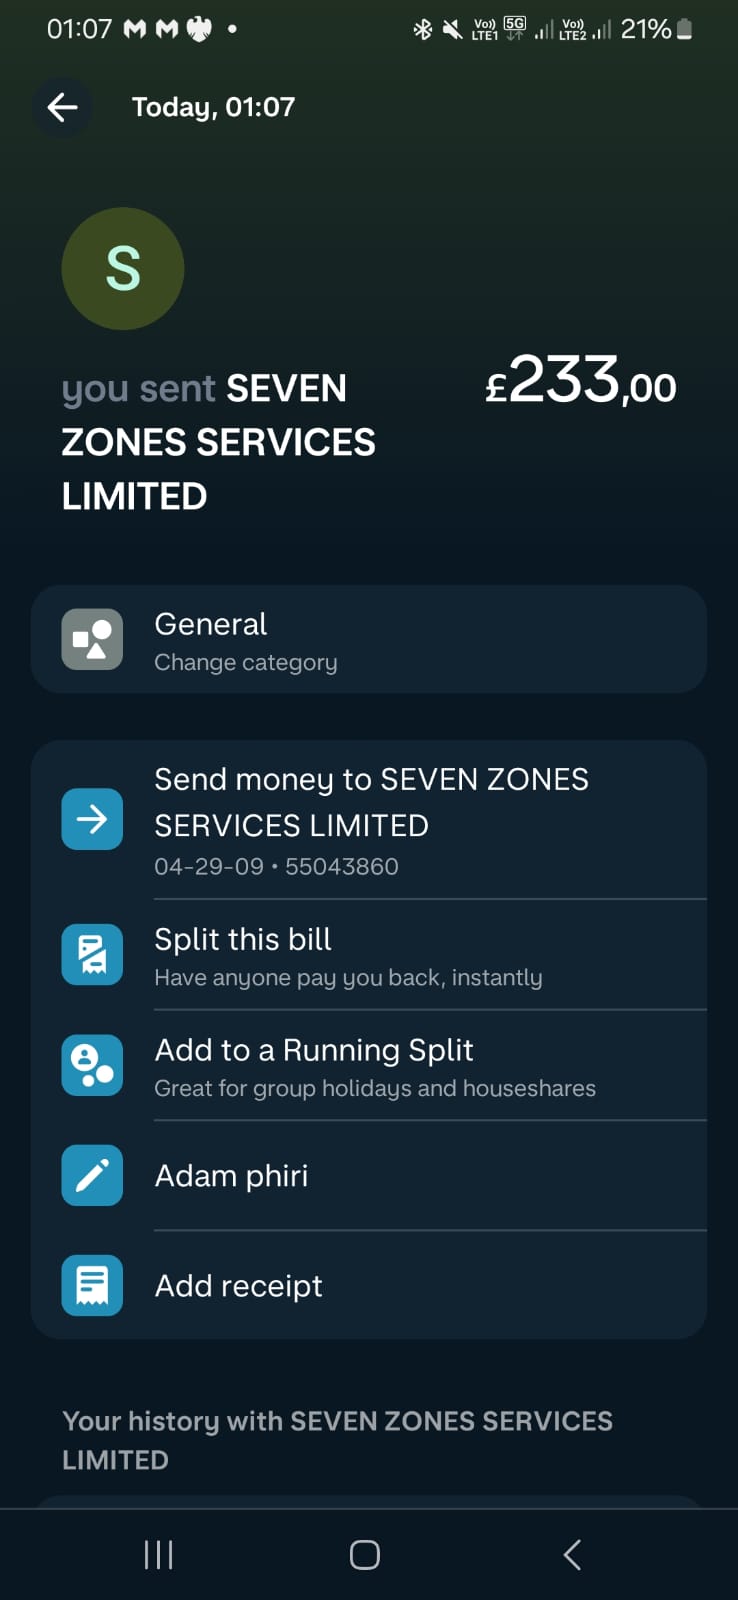 01:07
Vo)) LTE1 5G Vo)) LTE2 21%
Today, 01:07
S
you sent SEVEN
ZONES SERVICES
LIMITED
£233,00
General
Change category
Send money to SEVEN ZONES
SERVICES LIMITED
04-29-09 • 55043860
Split this bill
Have anyone pay you back, instantly
Add to a Running Split
Great for group holidays and houseshares
Adam phiri
Add receipt
Your history with SEVEN ZONES SERVICES
LIMITED